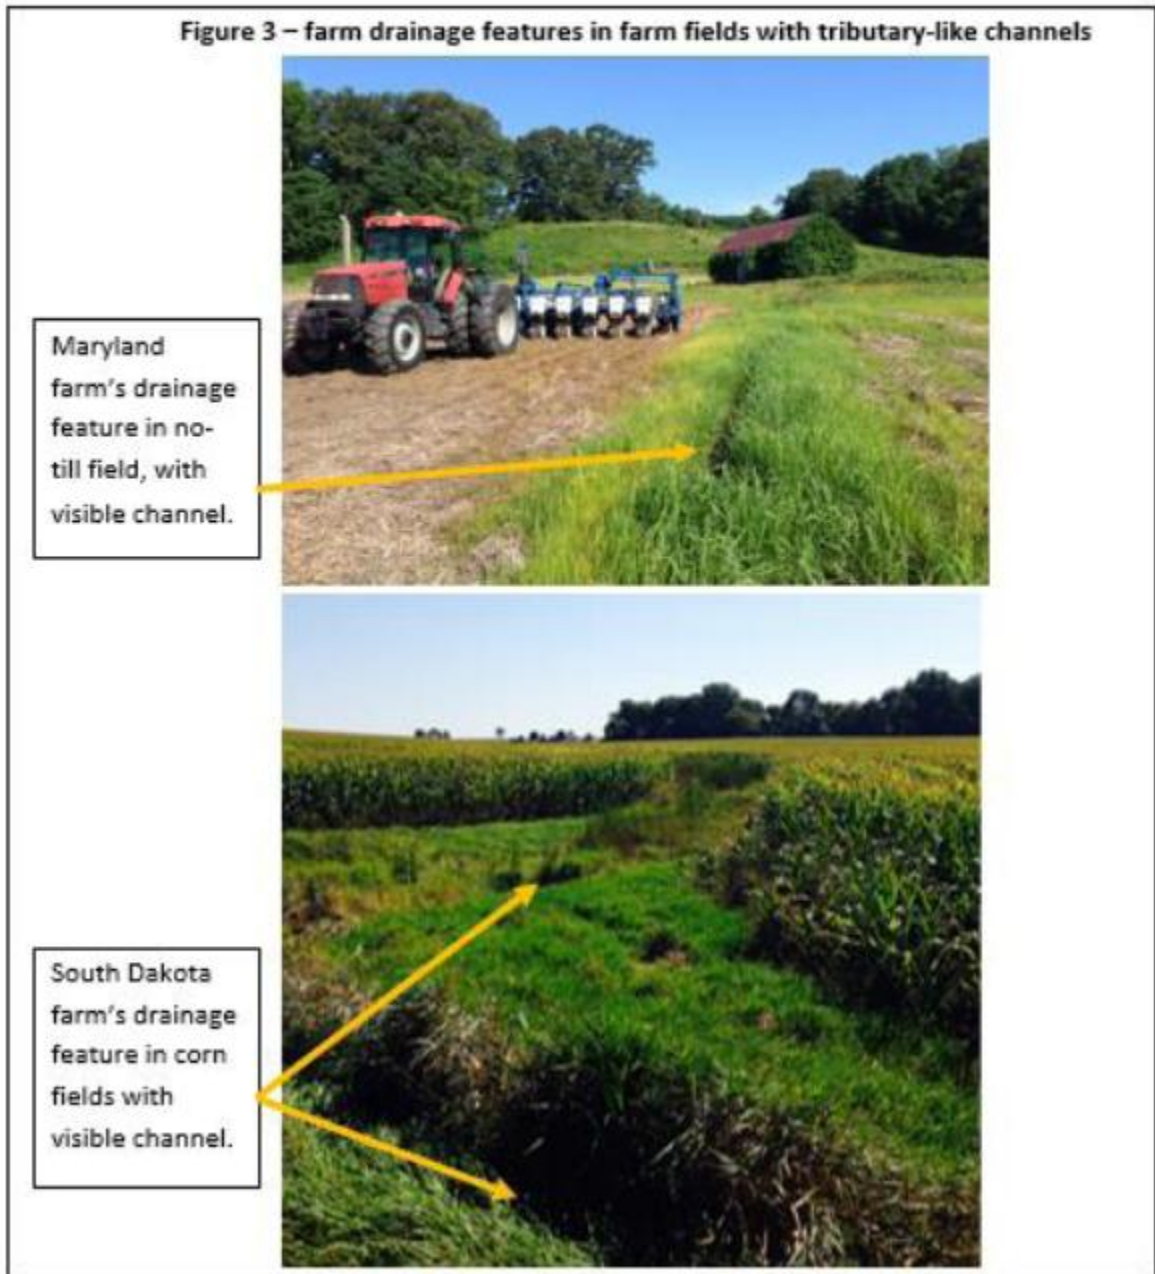 Figure 3 – farm drainage features in farm fields with tributary-like channels
Maryland
farm's drainage
feature in no-
till field, with
visible channel.
South Dakota
farm's drainage
feature in corn
fields with
visible channel.